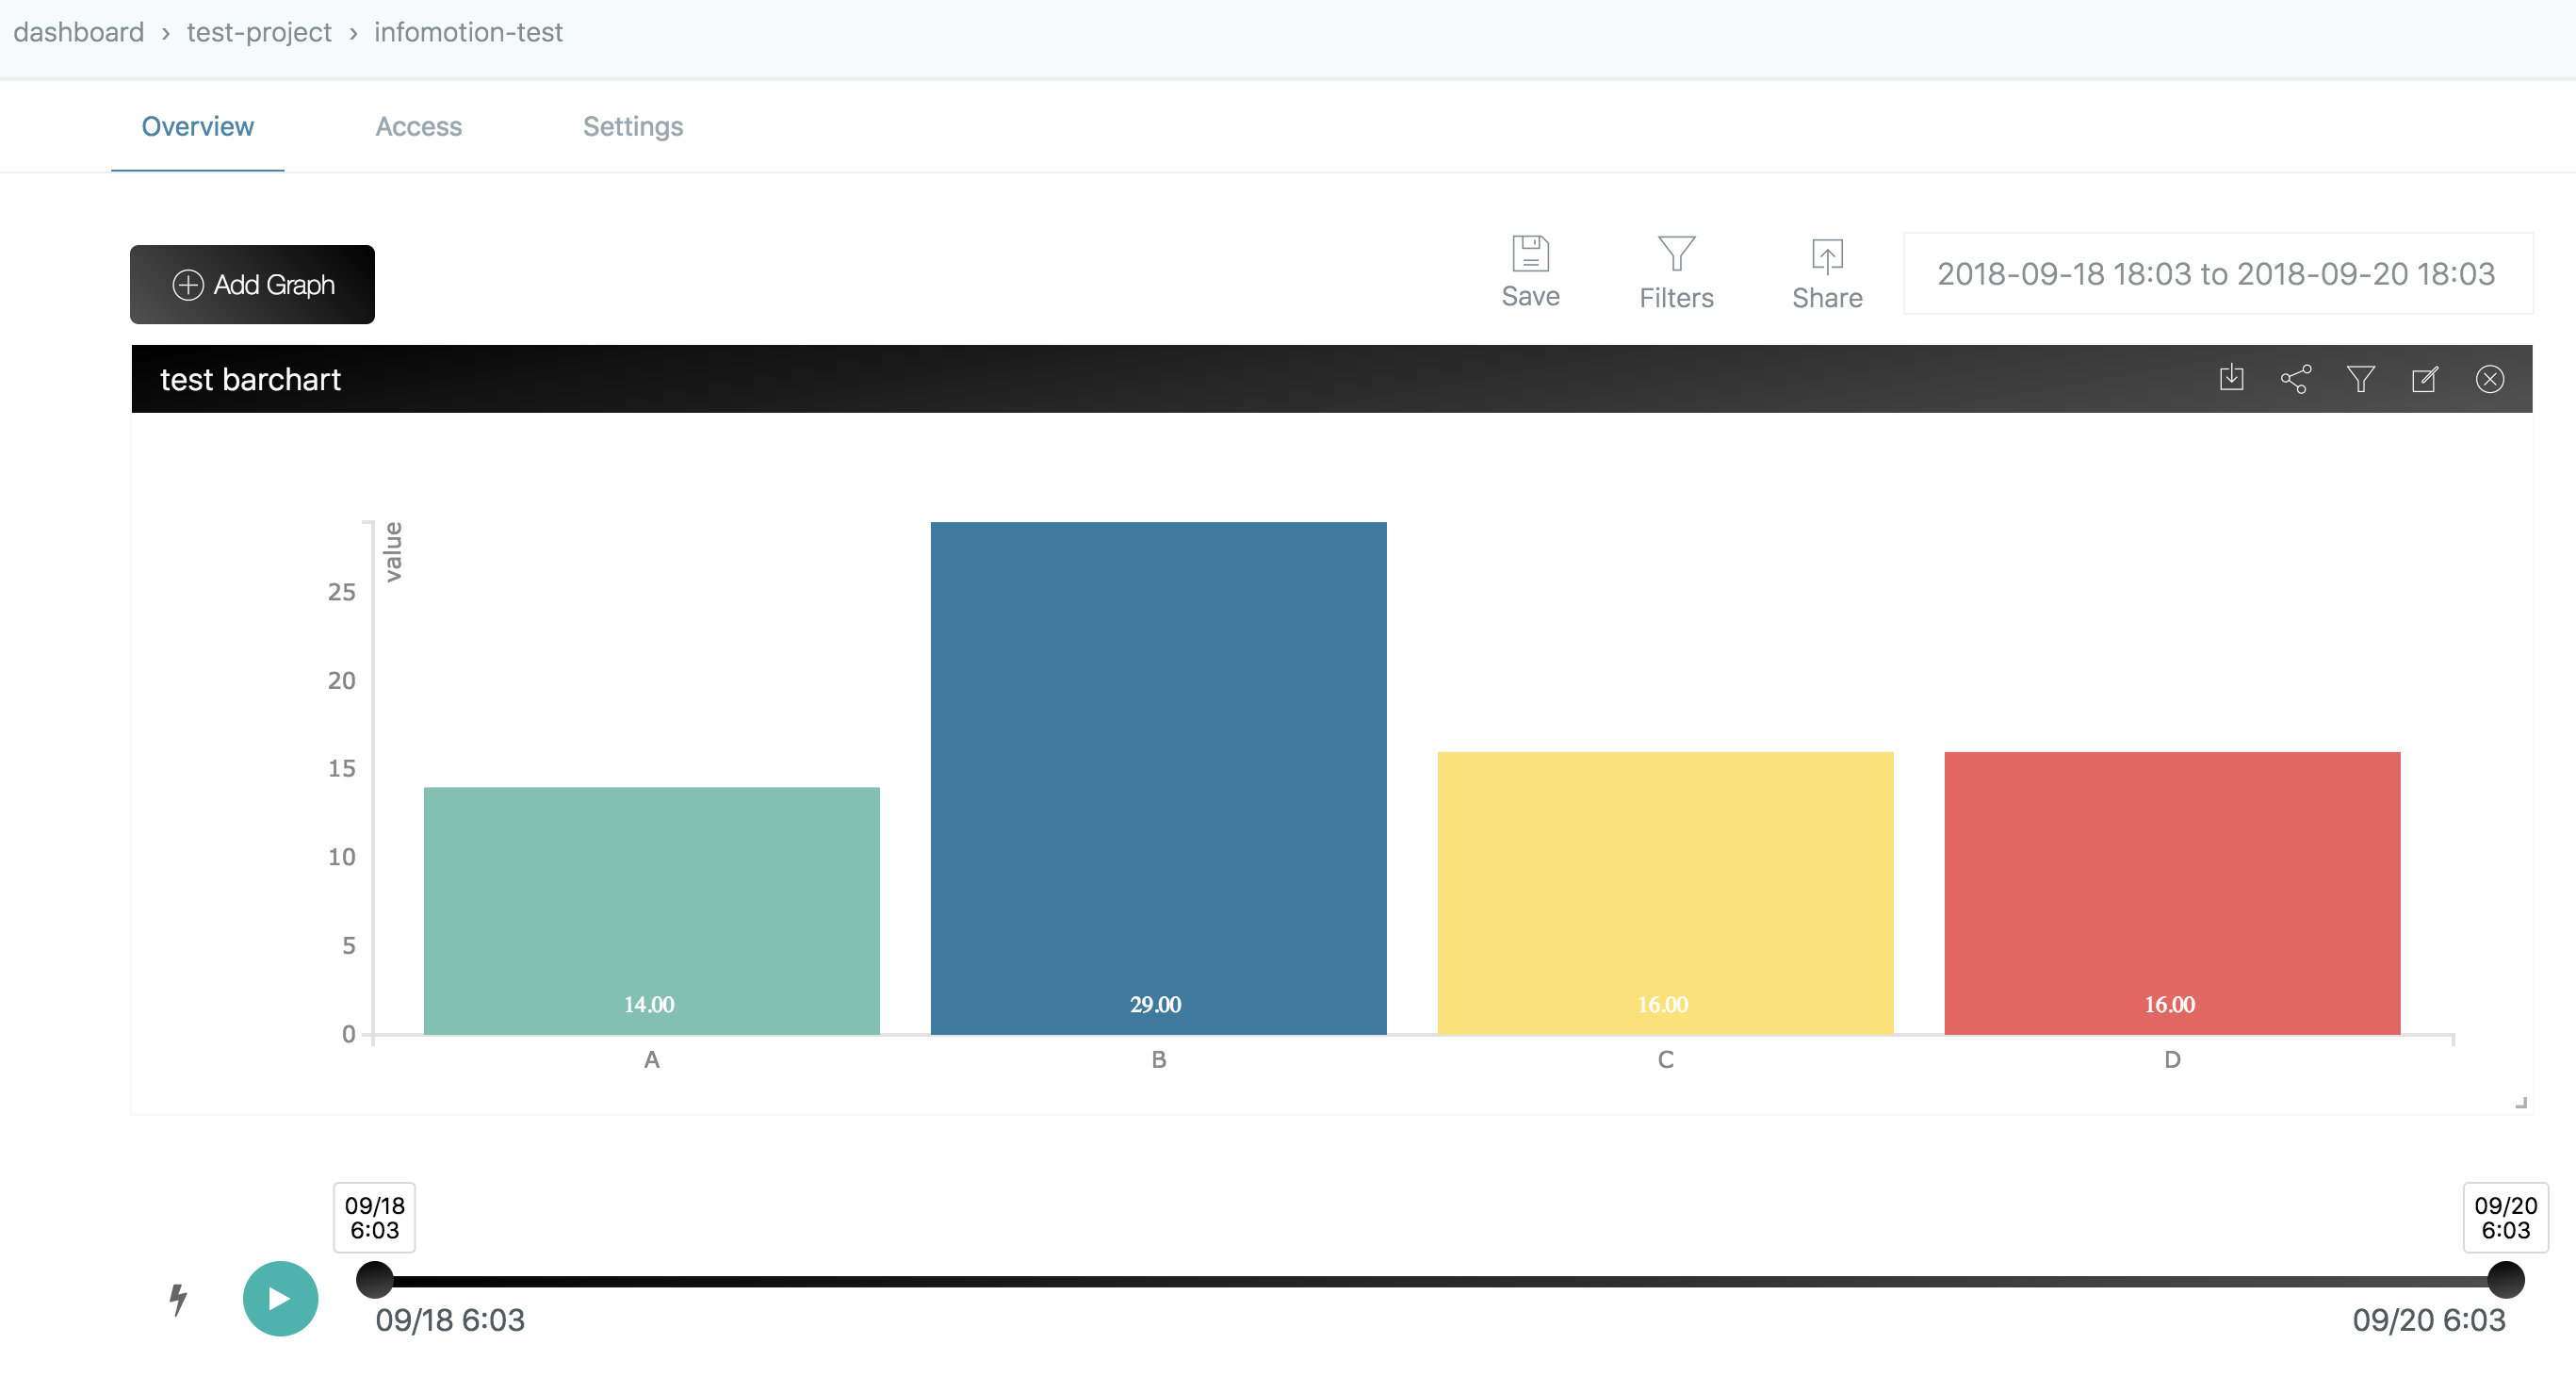 dashboard › test-project › infomotion-test
Overview Access Settings
Add Graph
Save Filters Share 2018-09-18 18:03 to 2018-09-20 18:03
test barchart
value
25
20
15
10
5
0
14.00 29.00 16.00 16.00
A B C D
09/18
6:03
09/20
6:03
09/18 6:03 09/20 6:03